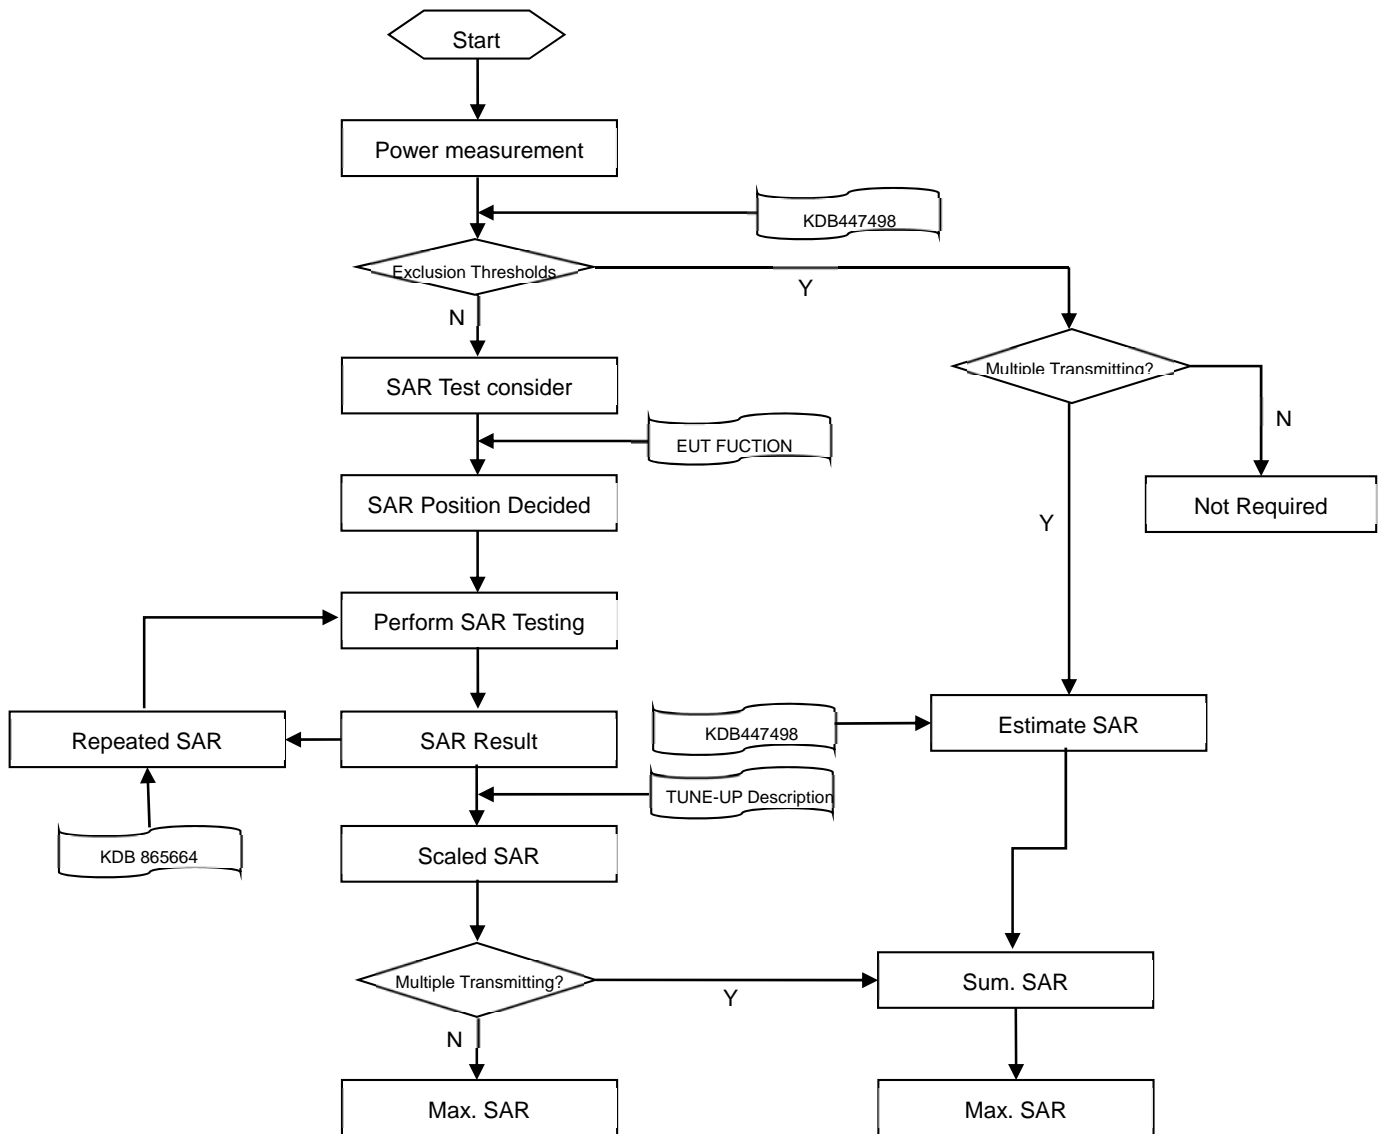 Start
Power measurement
KDB447498
Exclusion Thresholds
Y
N
Multiple Transmitting?
SAR Test consider
N
EUT FUCTION
SAR Position Decided
Not Required
Y
Perform SAR Testing
Repeated SAR
SAR Result
KDB447498
Estimate SAR
TUNE-UP Description
KDB 865664
Scaled SAR
Multiple Transmitting?
Y
Sum. SAR
N
Max. SAR
Max. SAR